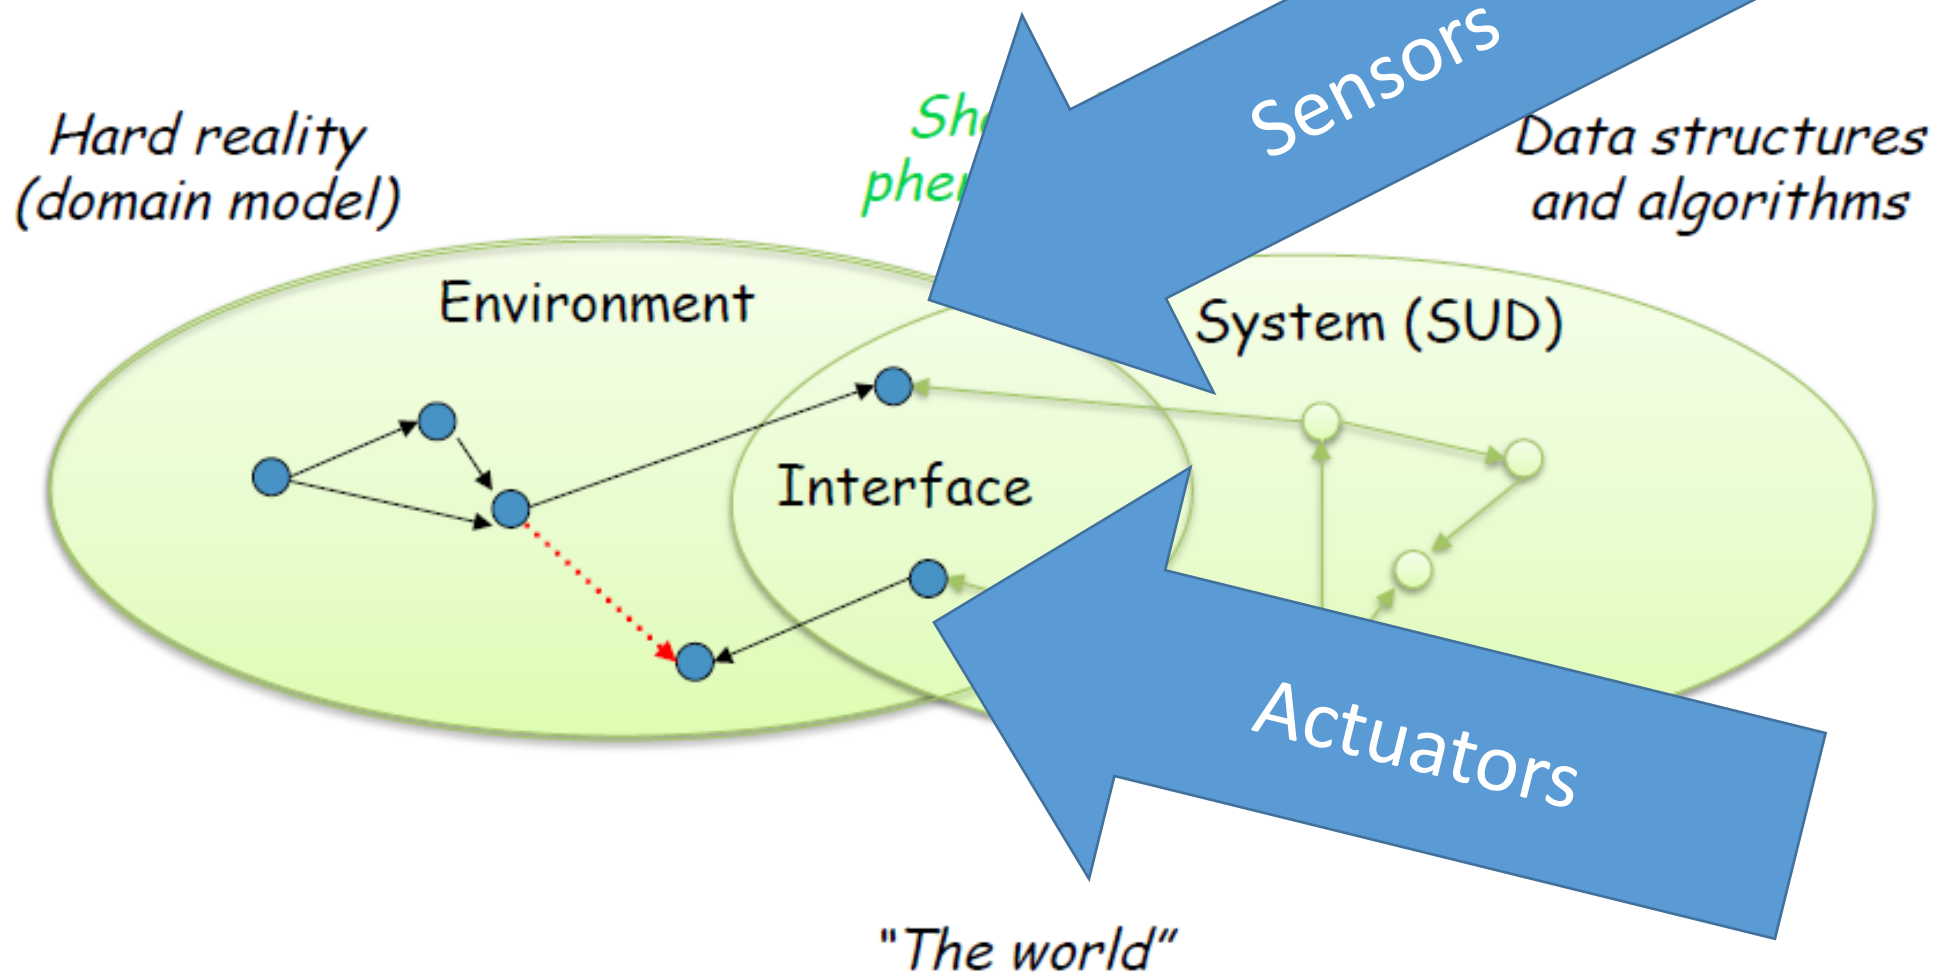 Sensors
Hard reality
(domain model)
Data structures
and algorithms
Environment
System (SUD)
Interface
Actuators
"The world”